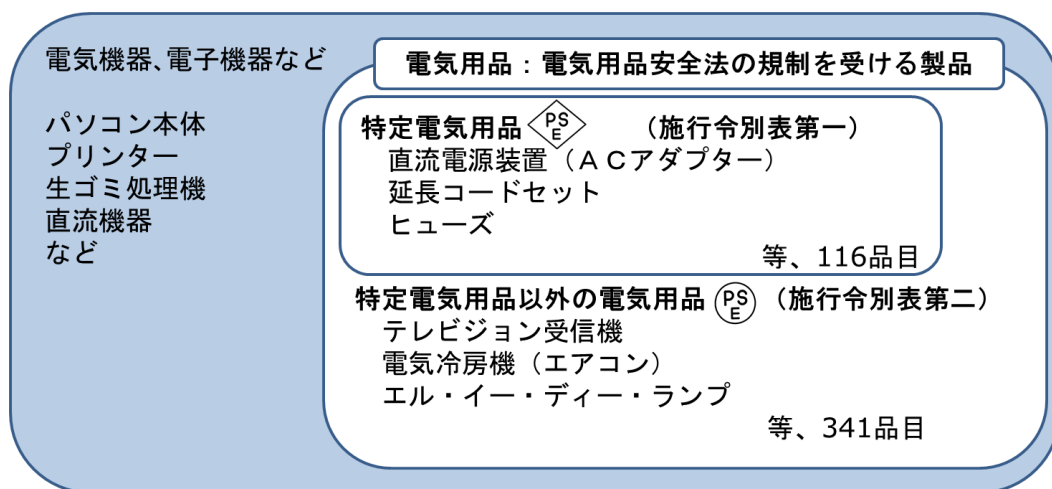 電気機器、電子機器など
パソコン本体
プリンター
生ゴミ処理機
直流機器
など
電気用品：電気用品安全法の規制を受ける製品
特定電気用品 PS E （施行令別表第一）
直流電源装置（ＡＣアダプター）
延長コードセット
ヒューズ
等、116品目
特定電気用品以外の電気用品 PS E （施行令別表第二）
テレビジョン受信機
電気冷房機（エアコン）
エル・イー・ディー・ランプ
等、341品目